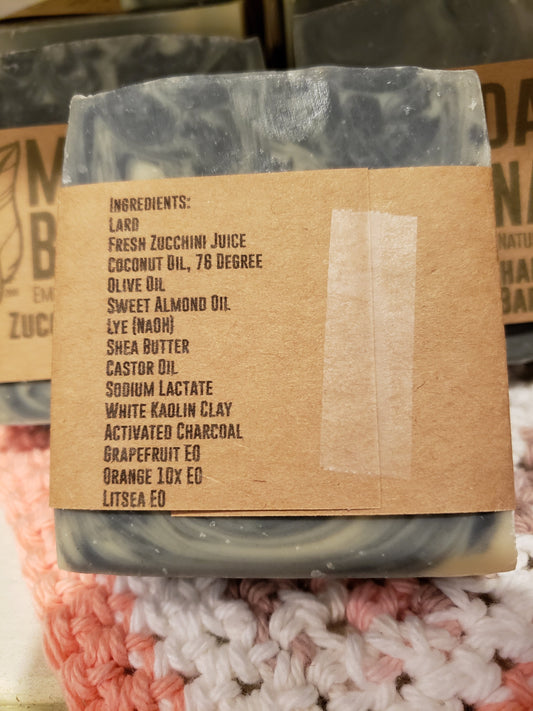 Ingredients:
Lard
Fresh Zucchini Juice
Coconut Oil, 76 Degree
Olive Oil
Sweet Almond Oil
Lye (NaOH)
Shea Butter
Castor Oil
Sodium Lactate
White Kaolin Clay
Activated Charcoal
Grapefruit EO
Orange 10x EO
Litsea EO